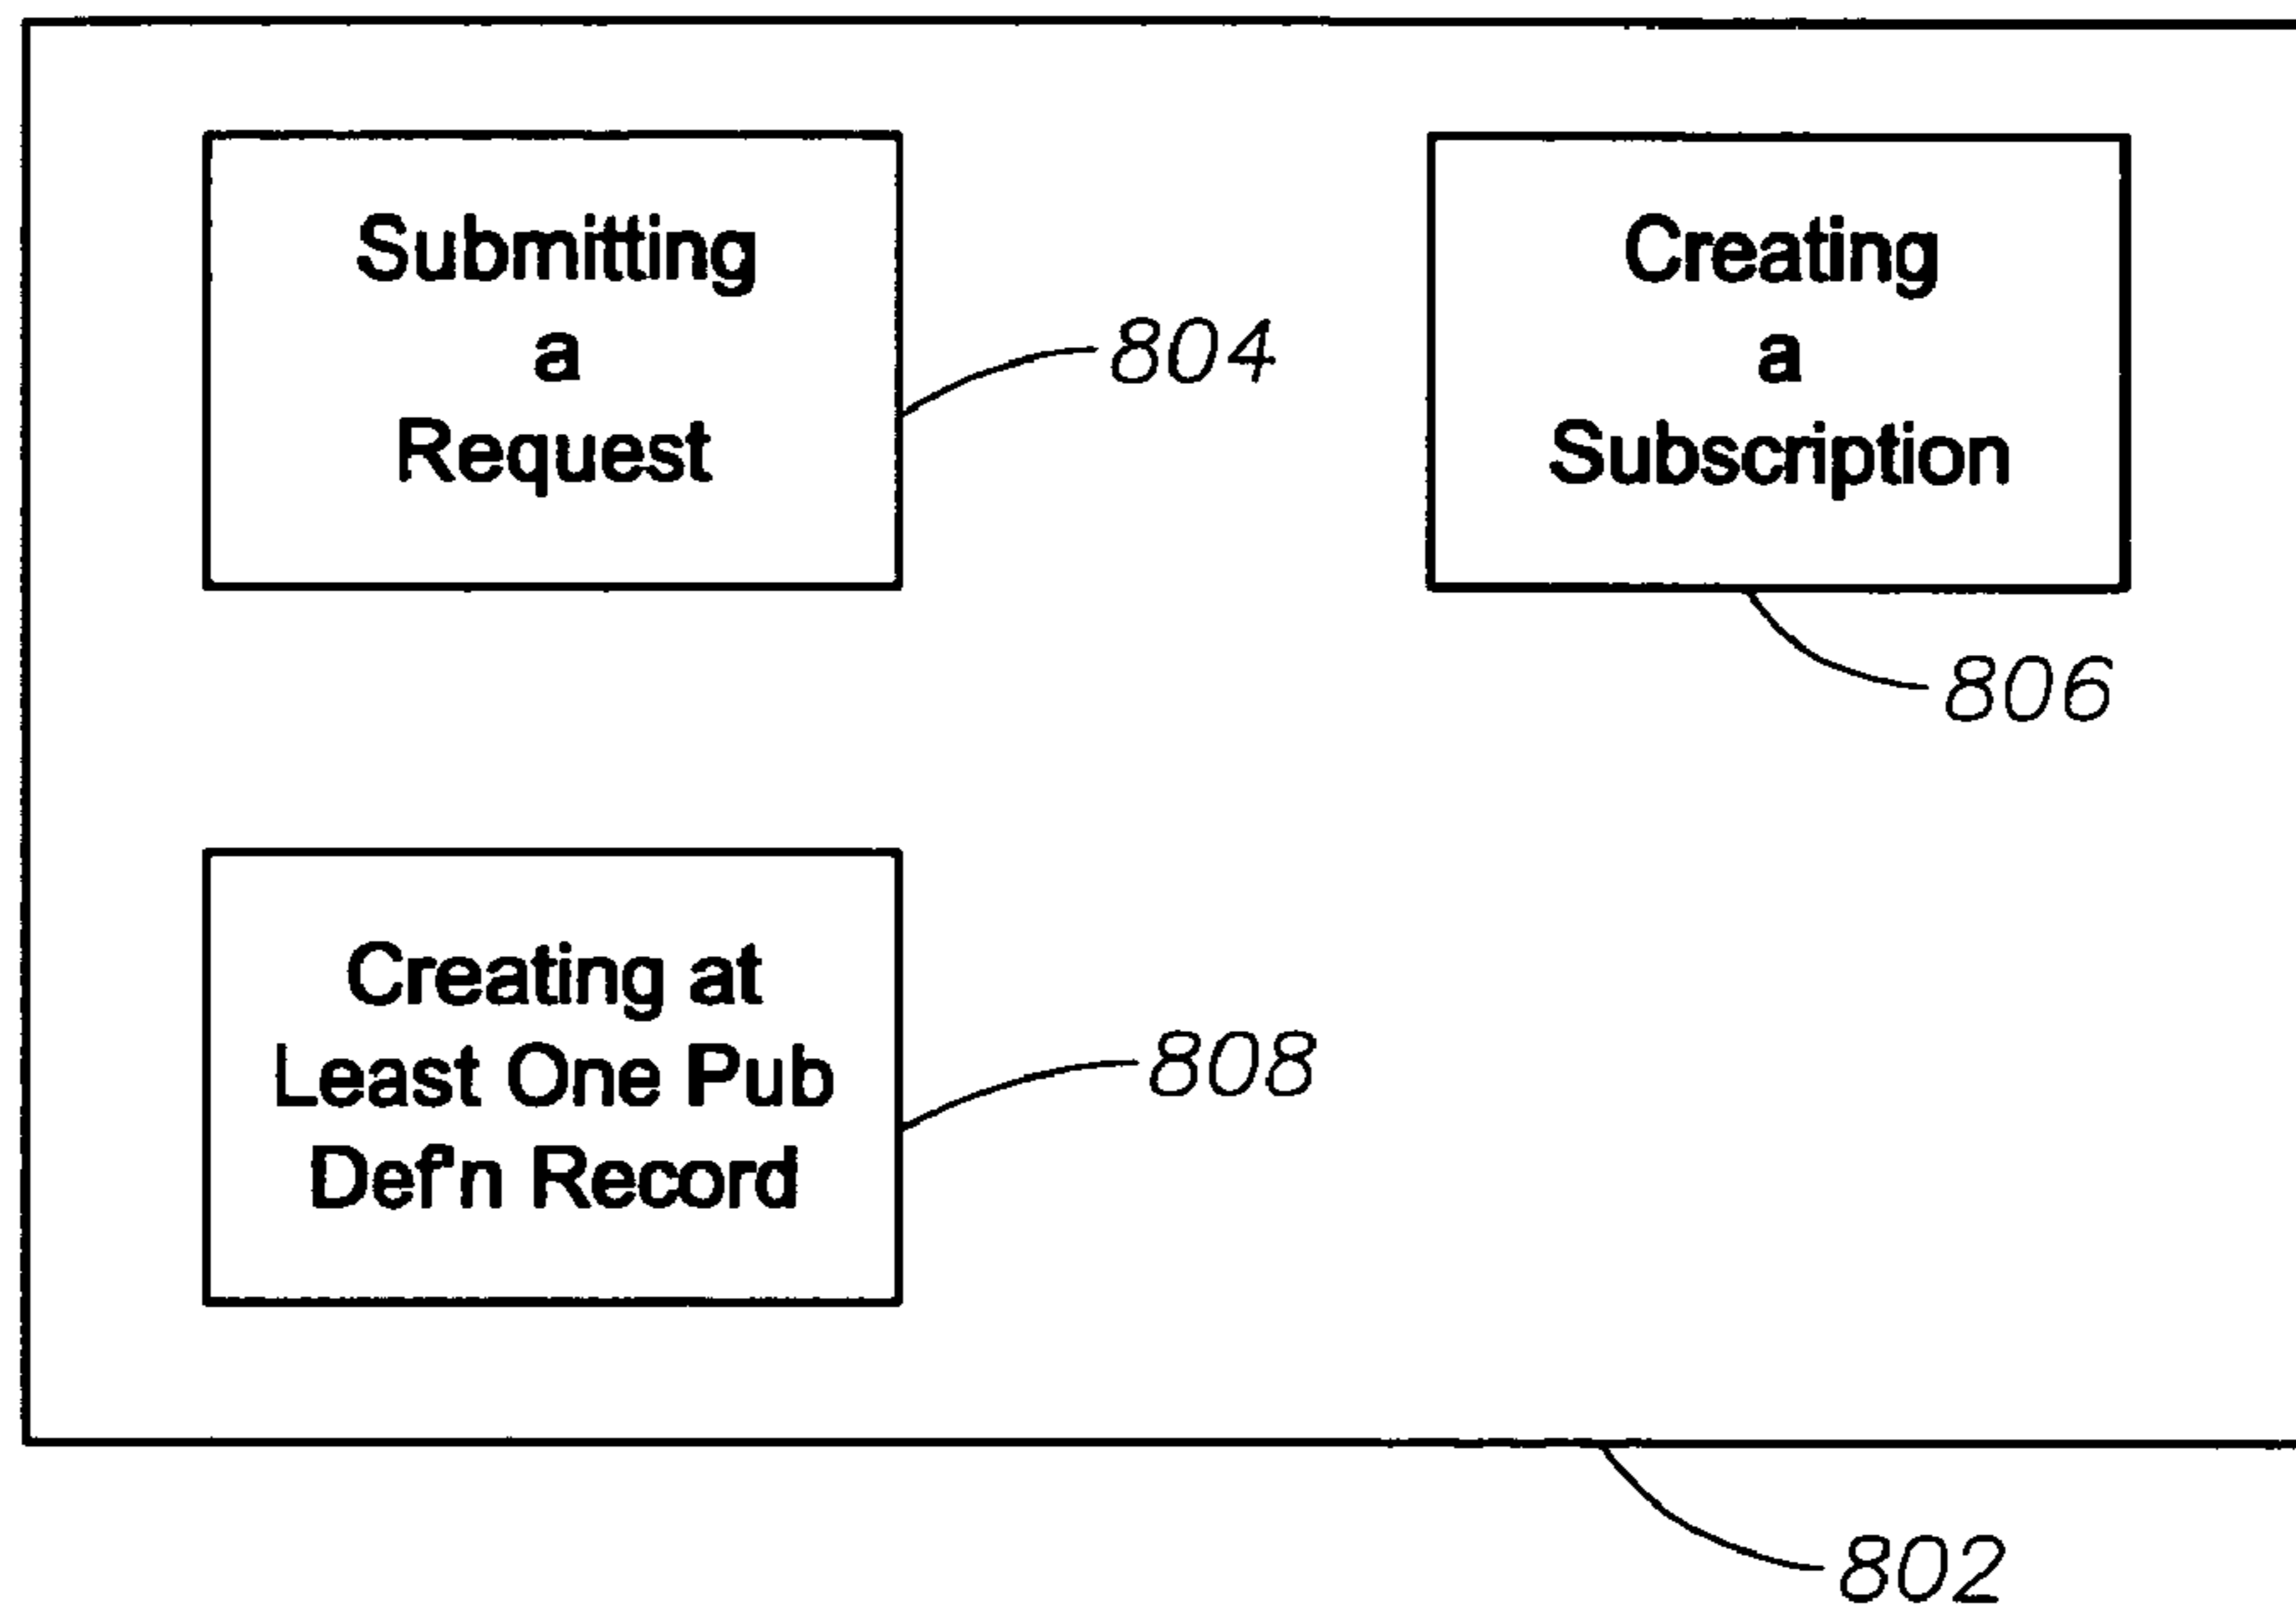 Submitting
a
Request
804
Creating
a
Subscription
806
Creating at
Least One Pub
Def'n Record
808
802